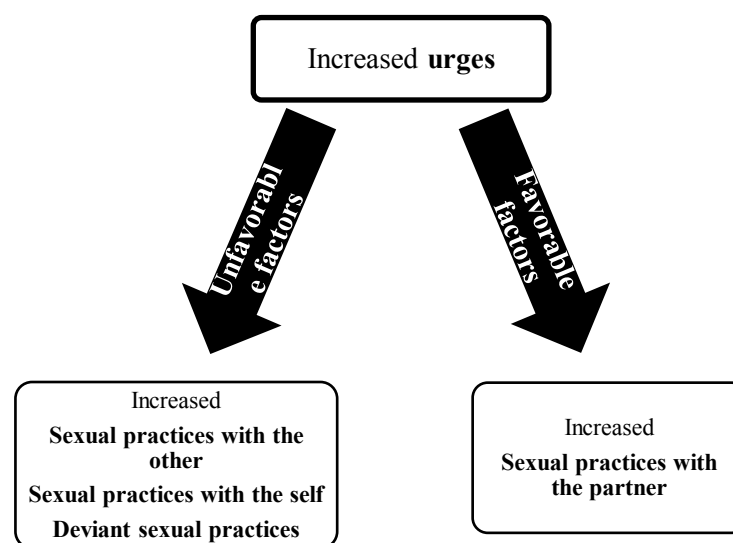 Increased urges
Unfavorabl
e factors
Favorable
factors
Increased
Sexual practices with the
other
Sexual practices with the self
Deviant sexual practices
Increased
Sexual practices with
the partner